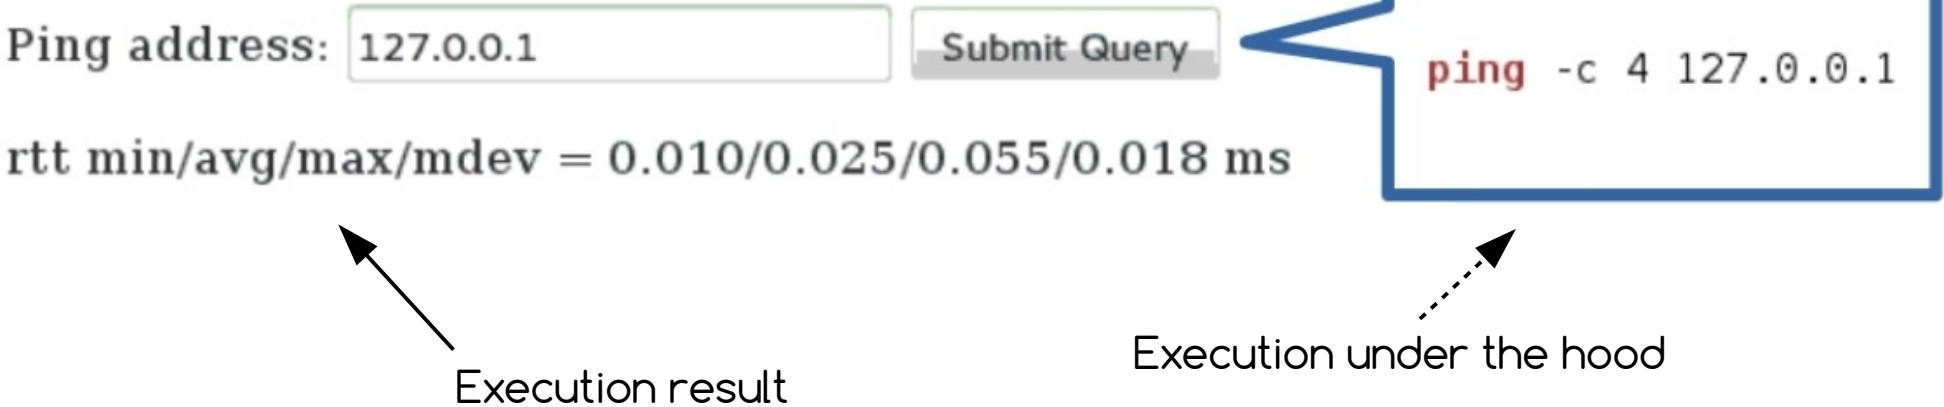 Ping address: 127.0.0.1 Submit Query
ping -c 4 127.0.0.1
rtt min/avg/max/mdev = 0.010/0.025/0.055/0.018 ms
Execution under the hood
Execution result